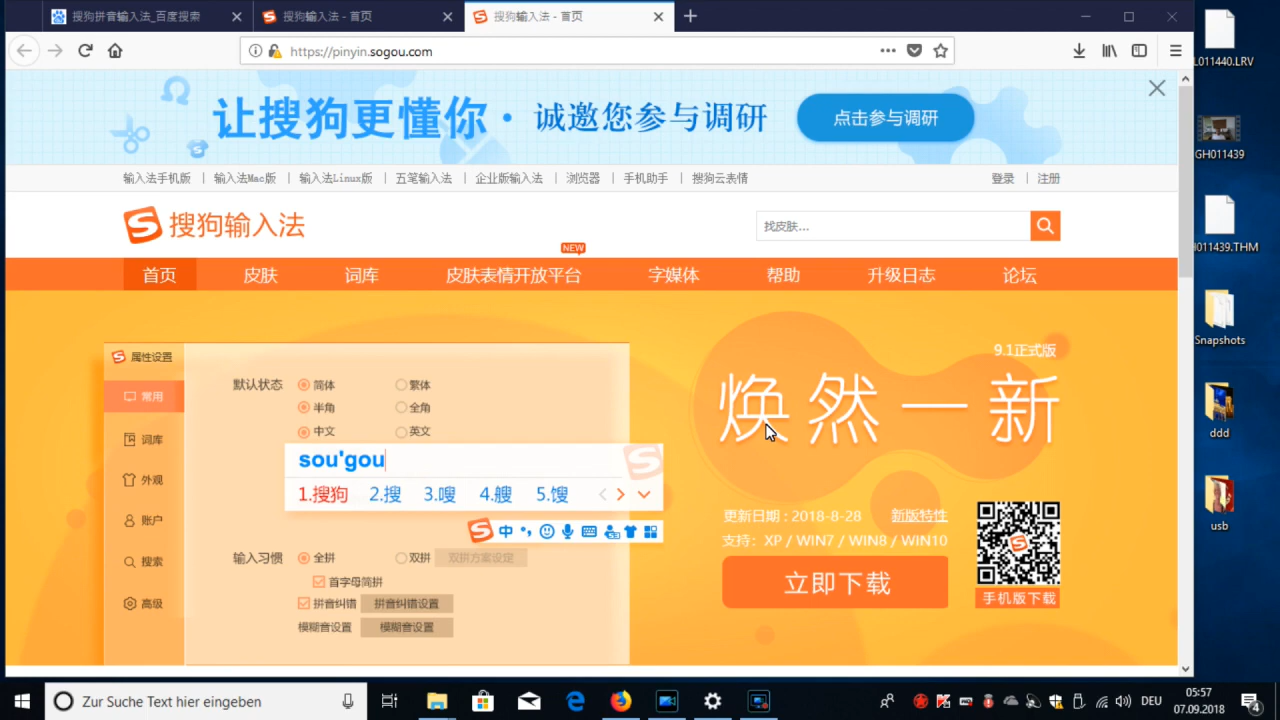 搜狗拼音输入法_百度搜索
搜狗输入法 - 首页
搜狗输入法 - 首页
https://pinyin.sogou.com
让搜狗更懂你 · 诚邀您参与调研
点击参与调研
输入法手机版 | 输入法Mac版 | 输入法Linux版 | 五笔输入法 | 企业版输入法 | 浏览器 | 手机助手 | 搜狗云表情
登录 | 注册
搜狗输入法
找皮肤...
NEW
首页 皮肤 词库 皮肤表情开放平台 字媒体 帮助 升级日志 论坛
属性设置
常用
词库
外观
账户
搜索
高级
默认状态 简体 繁体
半角 全角
中文 英文
sou'gou
1.搜狗 2.搜 3.嗖 4.艘 5.馊
中
输入习惯 全拼 双拼 双拼方案设定
首字母简拼
拼音纠错 拼音纠错设置
模糊音设置 模糊音设置
9.1正式版
焕然一新
更新日期 : 2018-8-28 新版特性
支持：XP / WIN7 / WIN8 / WIN10
立即下载
手机版下载
L011440.LRV
GH011439
I011439.THM
Snapshots
ddd
usb
Zur Suche Text hier eingeben
DEU
05:57
07.09.2018
4